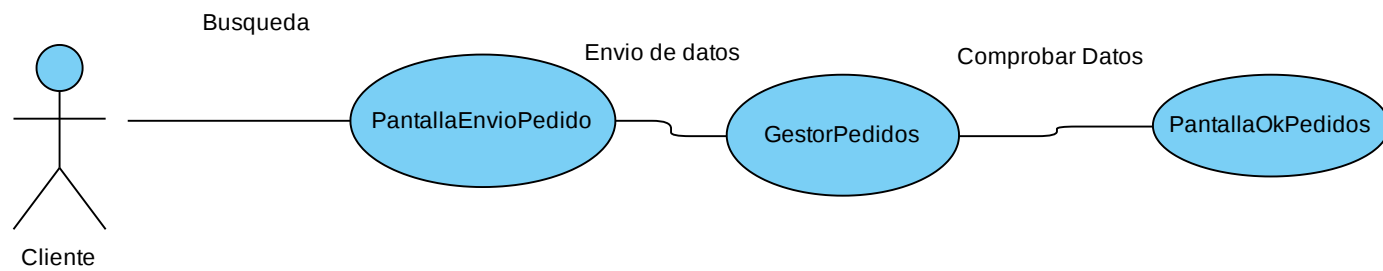 Busqueda
Envio de datos
Comprobar Datos
PantallaEnvioPedido
GestorPedidos
PantallaOkPedidos
Cliente